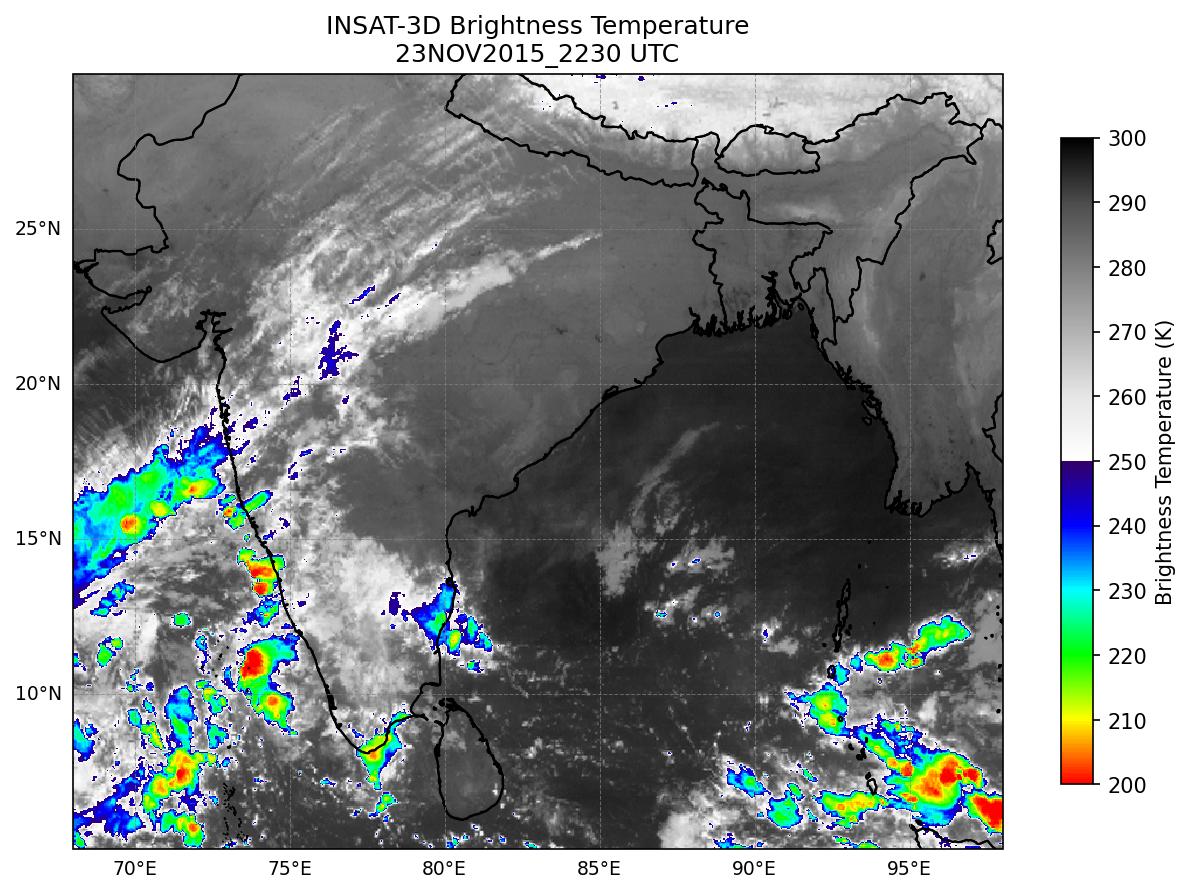 INSAT-3D Brightness Temperature
23NOV2015_2230 UTC
25°N
20°N
15°N
10°N
70°E
75°E
80°E
85°E
90°E
95°E
300
290
280
270
260
250
240
230
220
210
200
Brightness Temperature (K)